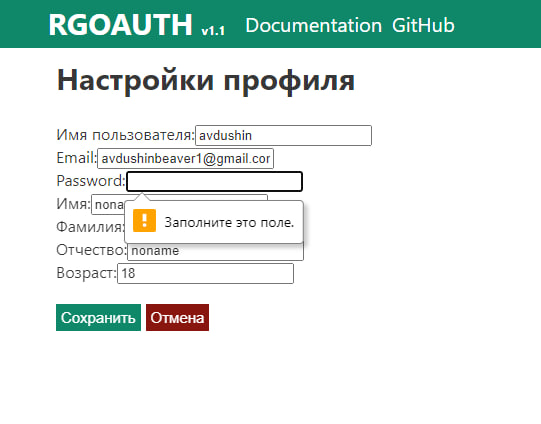 RGOAUTH v1.1 Documentation GitHub
Настройки профиля
Имя пользователя: avdushin
Email: avdushinbeaver1@gmail.cor
Password:
Имя:
Заполните это поле.
Фамилия:
Отчество: noname
Возраст: 18
Сохранить Отмена